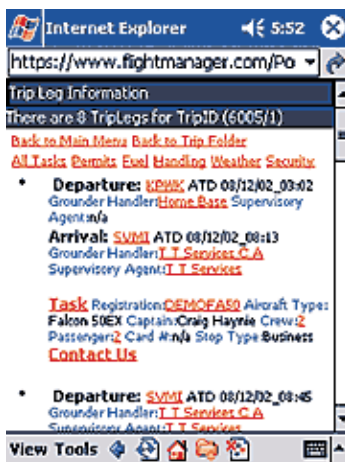 Internet Explorer 5:52
https://www.flightmanager.com/Po
Trip Leg Information
There are 8 TripLegs for TripID (6005/1)
Back to Main Menu Back to Trip Folder
All Tasks Permits Fuel Handling Weather Security
• Departure: KPWK ATD 08/12/02_03:02
Grounder Handler:Home Base Supervisory
Agent:n/a
Arrival: SVMI ATD 08/12/02_08:13
Grounder Handler:T T Services C A
Supervisory Agent:T T Services
Task Registration:DEMOFA50 Aircraft Type:
Falcon 50EX Captain:Craig Haynie Crew:2
Passenger:2 Card #:n/a Stop Type:Business
Contact Us
• Departure: SVMI ATD 08/12/02_08:45
Grounder Handler:T T Services C A
Supervisory Agent:T T Services
View Tools